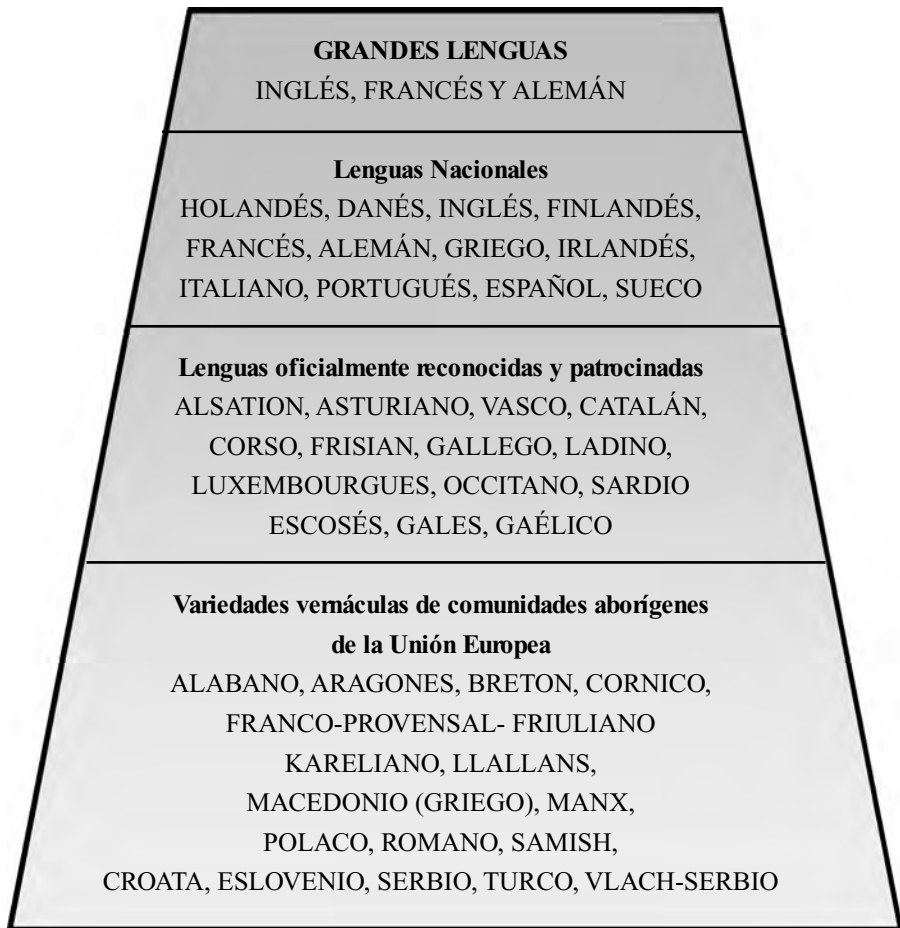 GRANDES LENGUAS
INGLÉS, FRANCÉS Y ALEMÁN
Lenguas Nacionales
HOLANDÉS, DANÉS, INGLÉS, FINLANDÉS,
FRANCÉS, ALEMÁN, GRIEGO, IRLANDÉS,
ITALIANO, PORTUGUÉS, ESPAÑOL, SUECO
Lenguas oficialmente reconocidas y patrocinadas
ALSATION, ASTURIANO, VASCO, CATALÁN,
CORSO, FRISIAN, GALLEGO, LADINO,
LUXEMBOURGUES, OCCITANO, SARDIO
ESCOSÉS, GALES, GAÉLICO
Variedades vernáculas de comunidades aborígenes
de la Unión Europea
ALABANO, ARAGONES, BRETON, CORNICO,
FRANCO-PROVENSAL- FRIULIANO
KARELIANO, LLALLANS,
MACEDONIO (GRIEGO), MANX,
POLACO, ROMANO, SAMISH,
CROATA, ESLOVENIO, SERBIO, TURCO, VLACH-SERBIO